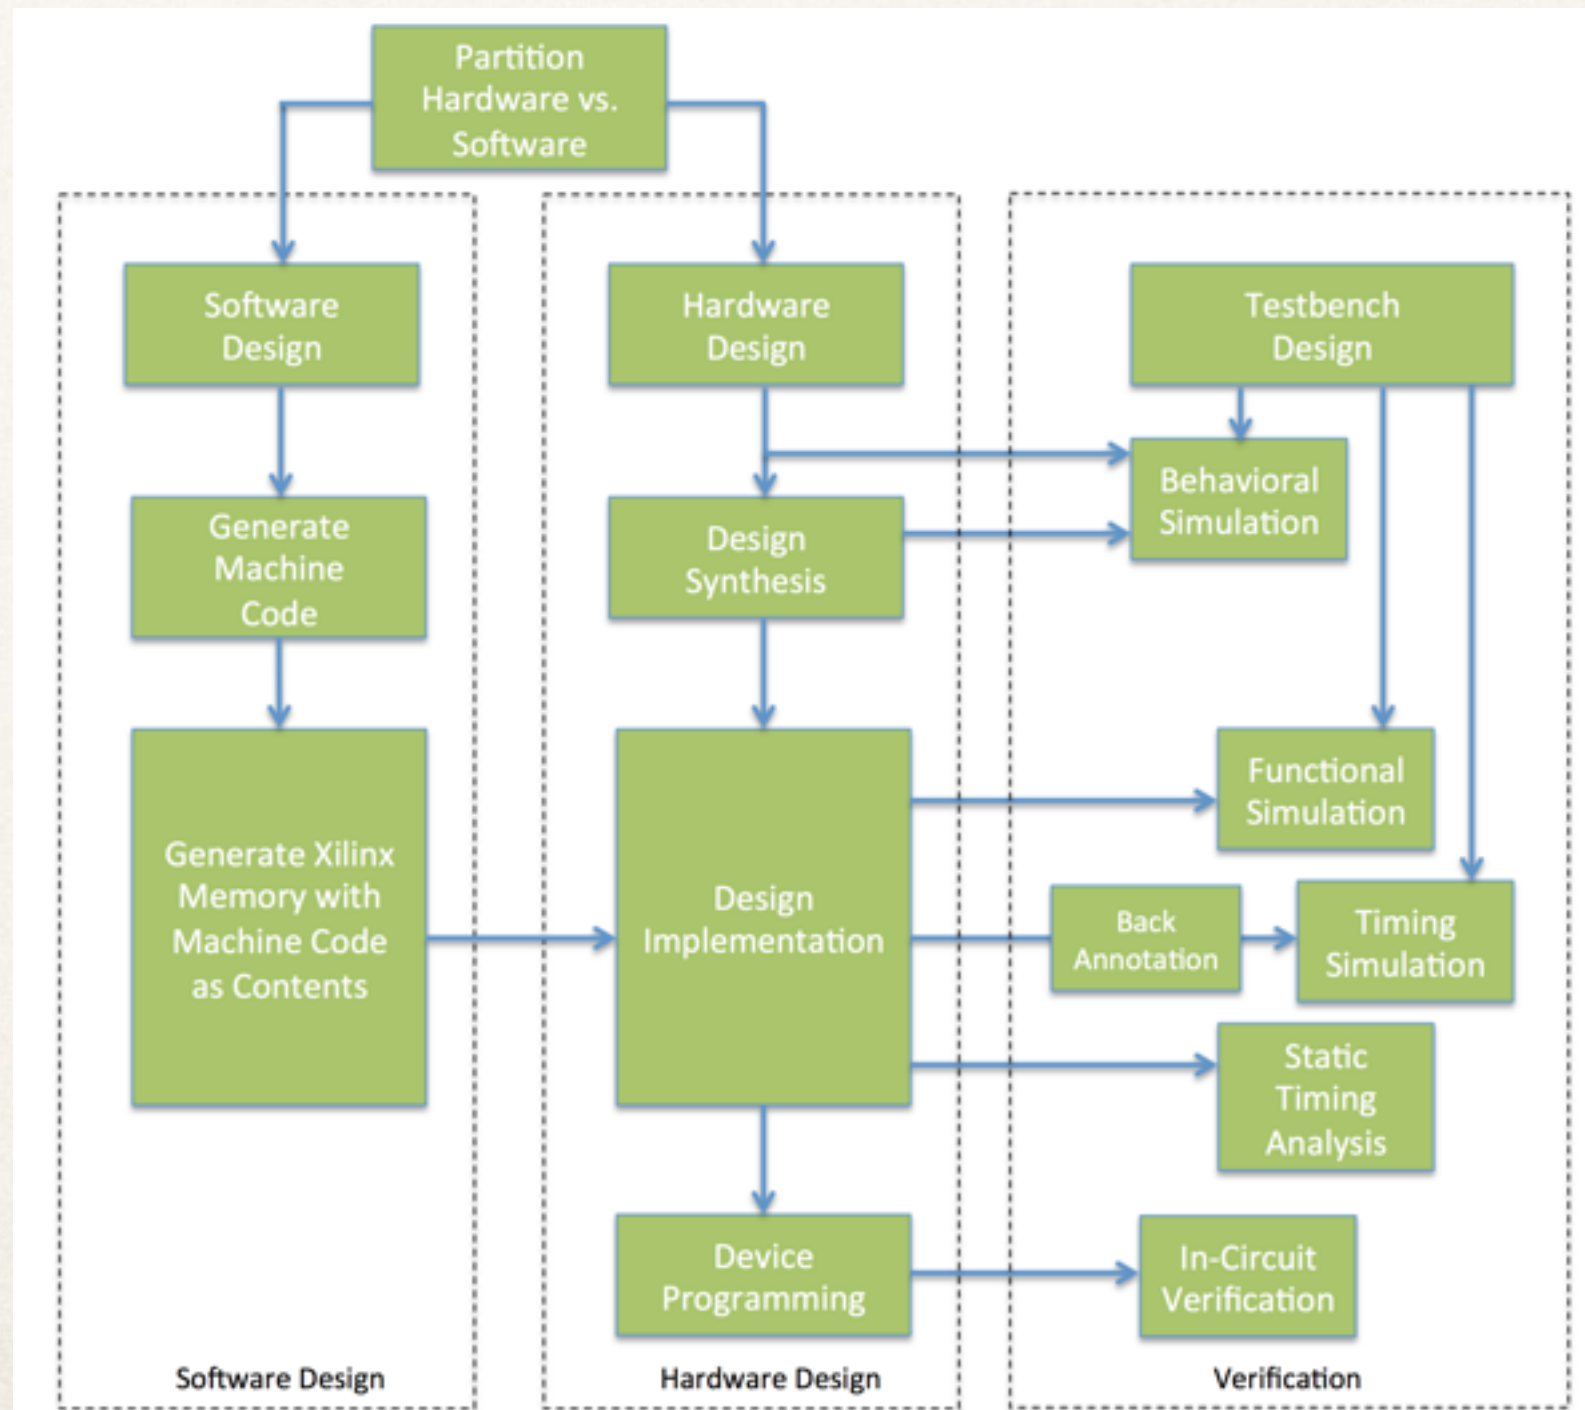 Partition
Hardware vs.
Software
Software
Design
Generate
Machine
Code
Generate Xilinx
Memory with
Machine Code
as Contents
Software Design
Hardware
Design
Design
Synthesis
Design
Implementation
Device
Programming
Hardware Design
Testbench
Design
Behavioral
Simulation
Functional
Simulation
Back
Annotation
Timing
Simulation
Static
Timing
Analysis
In-Circuit
Verification
Verification